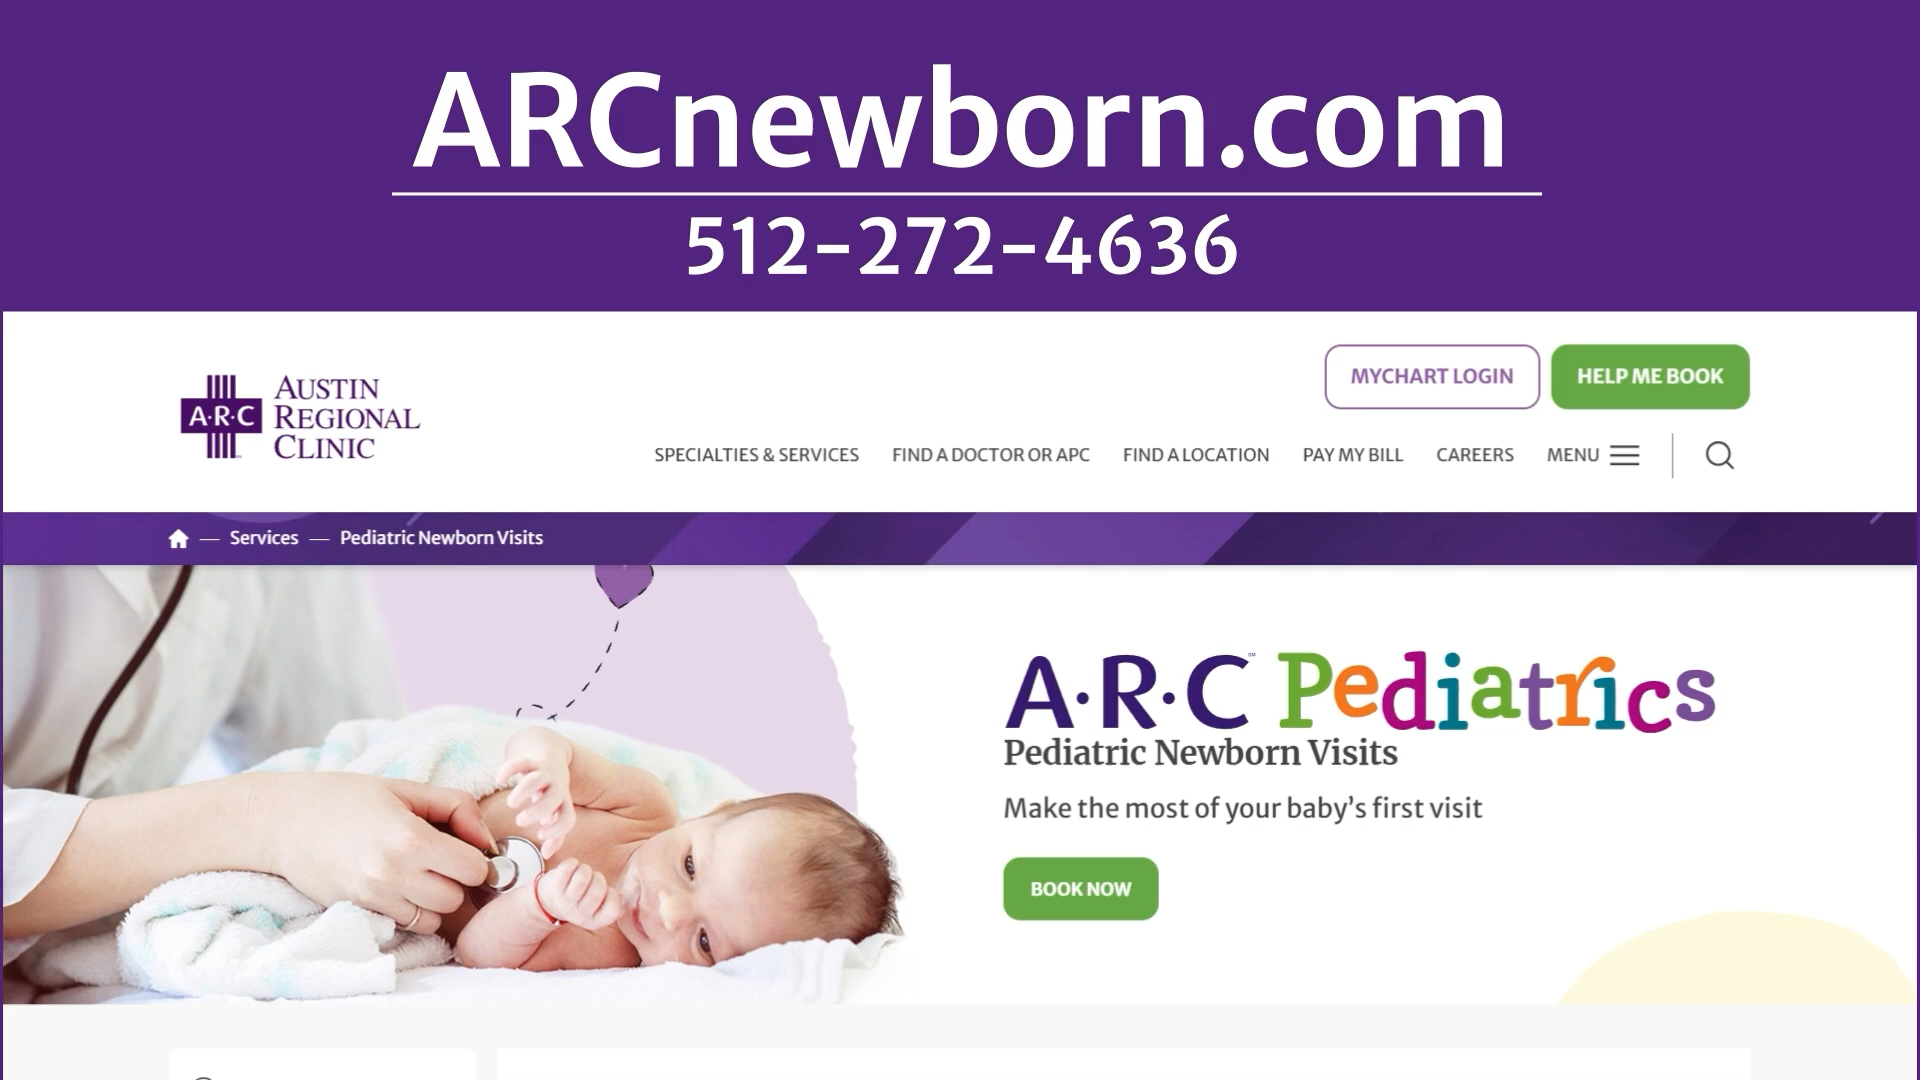 ARCnewborn.com
512-272-4636
A·R·C
AUSTIN
REGIONAL
CLINIC
MYCHART LOGIN
HELP ME BOOK
SPECIALTIES & SERVICES
FIND A DOCTOR OR APC
FIND A LOCATION
PAY MY BILL
CAREERS
MENU
Services — Pediatric Newborn Visits
A·R·C℠ Pediatrics
Pediatric Newborn Visits
Make the most of your baby’s first visit
BOOK NOW